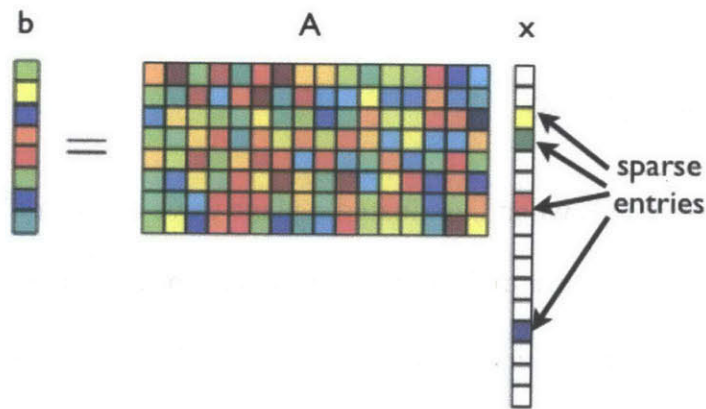 b
A
x
=
sparse
entries